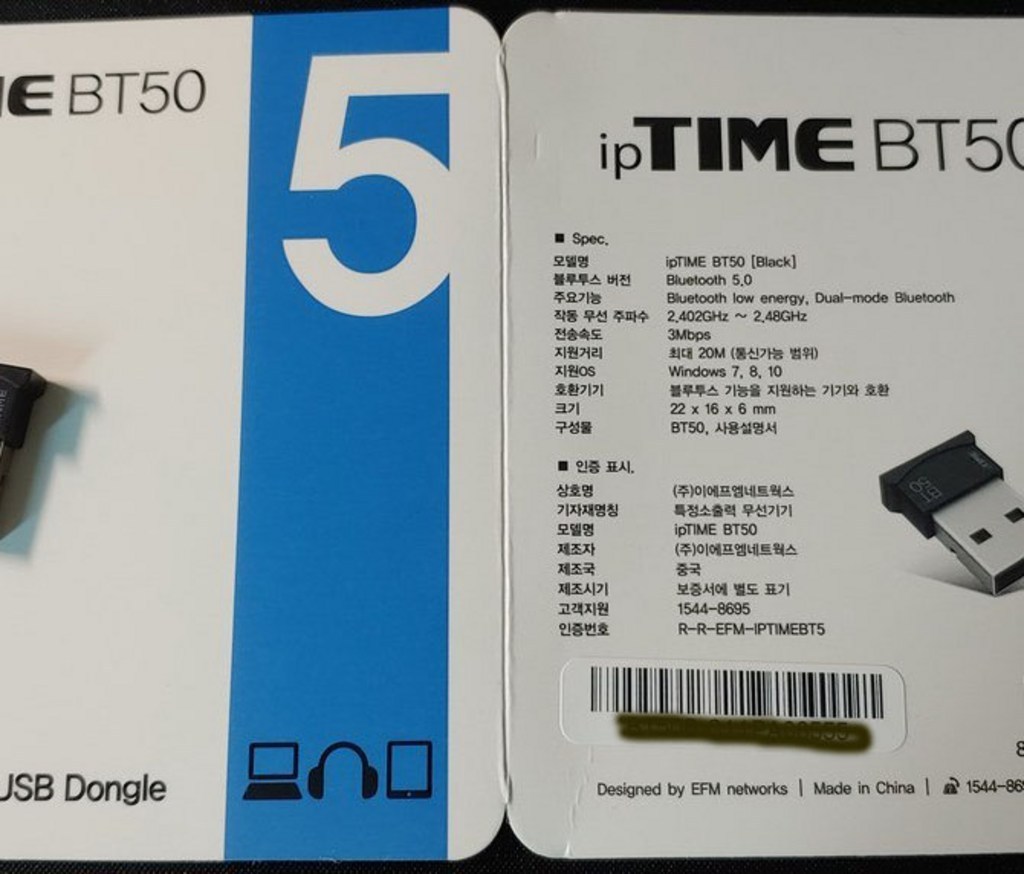 BT50
5
USB Dongle
ipTIME BT50
■ Spec.
모델명 ipTIME BT50 [Black]
블루투스 버전 Bluetooth 5.0
주요기능 Bluetooth low energy, Dual-mode Bluetooth
작동 무선 주파수 2.402GHz ~ 2.48GHz
전송속도 3Mbps
지원거리 최대 20M (통신가능 범위)
지원OS Windows 7, 8, 10
호환기기 블루투스 기능을 지원하는 기기와 호환
크기 22 x 16 x 6 mm
구성물 BT50, 사용설명서
■ 인증 표시.
상호명 (주)이에프엠네트웍스
기자재명칭 특정소출력 무선기기
모델명 ipTIME BT50
제조자 (주)이에프엠네트웍스
제조국 중국
제조시기 보증서에 별도 표기
고객지원 1544-8695
인증번호 R-R-EFM-IPTIMEBT5
Designed by EFM networks | Made in China | 1544-869